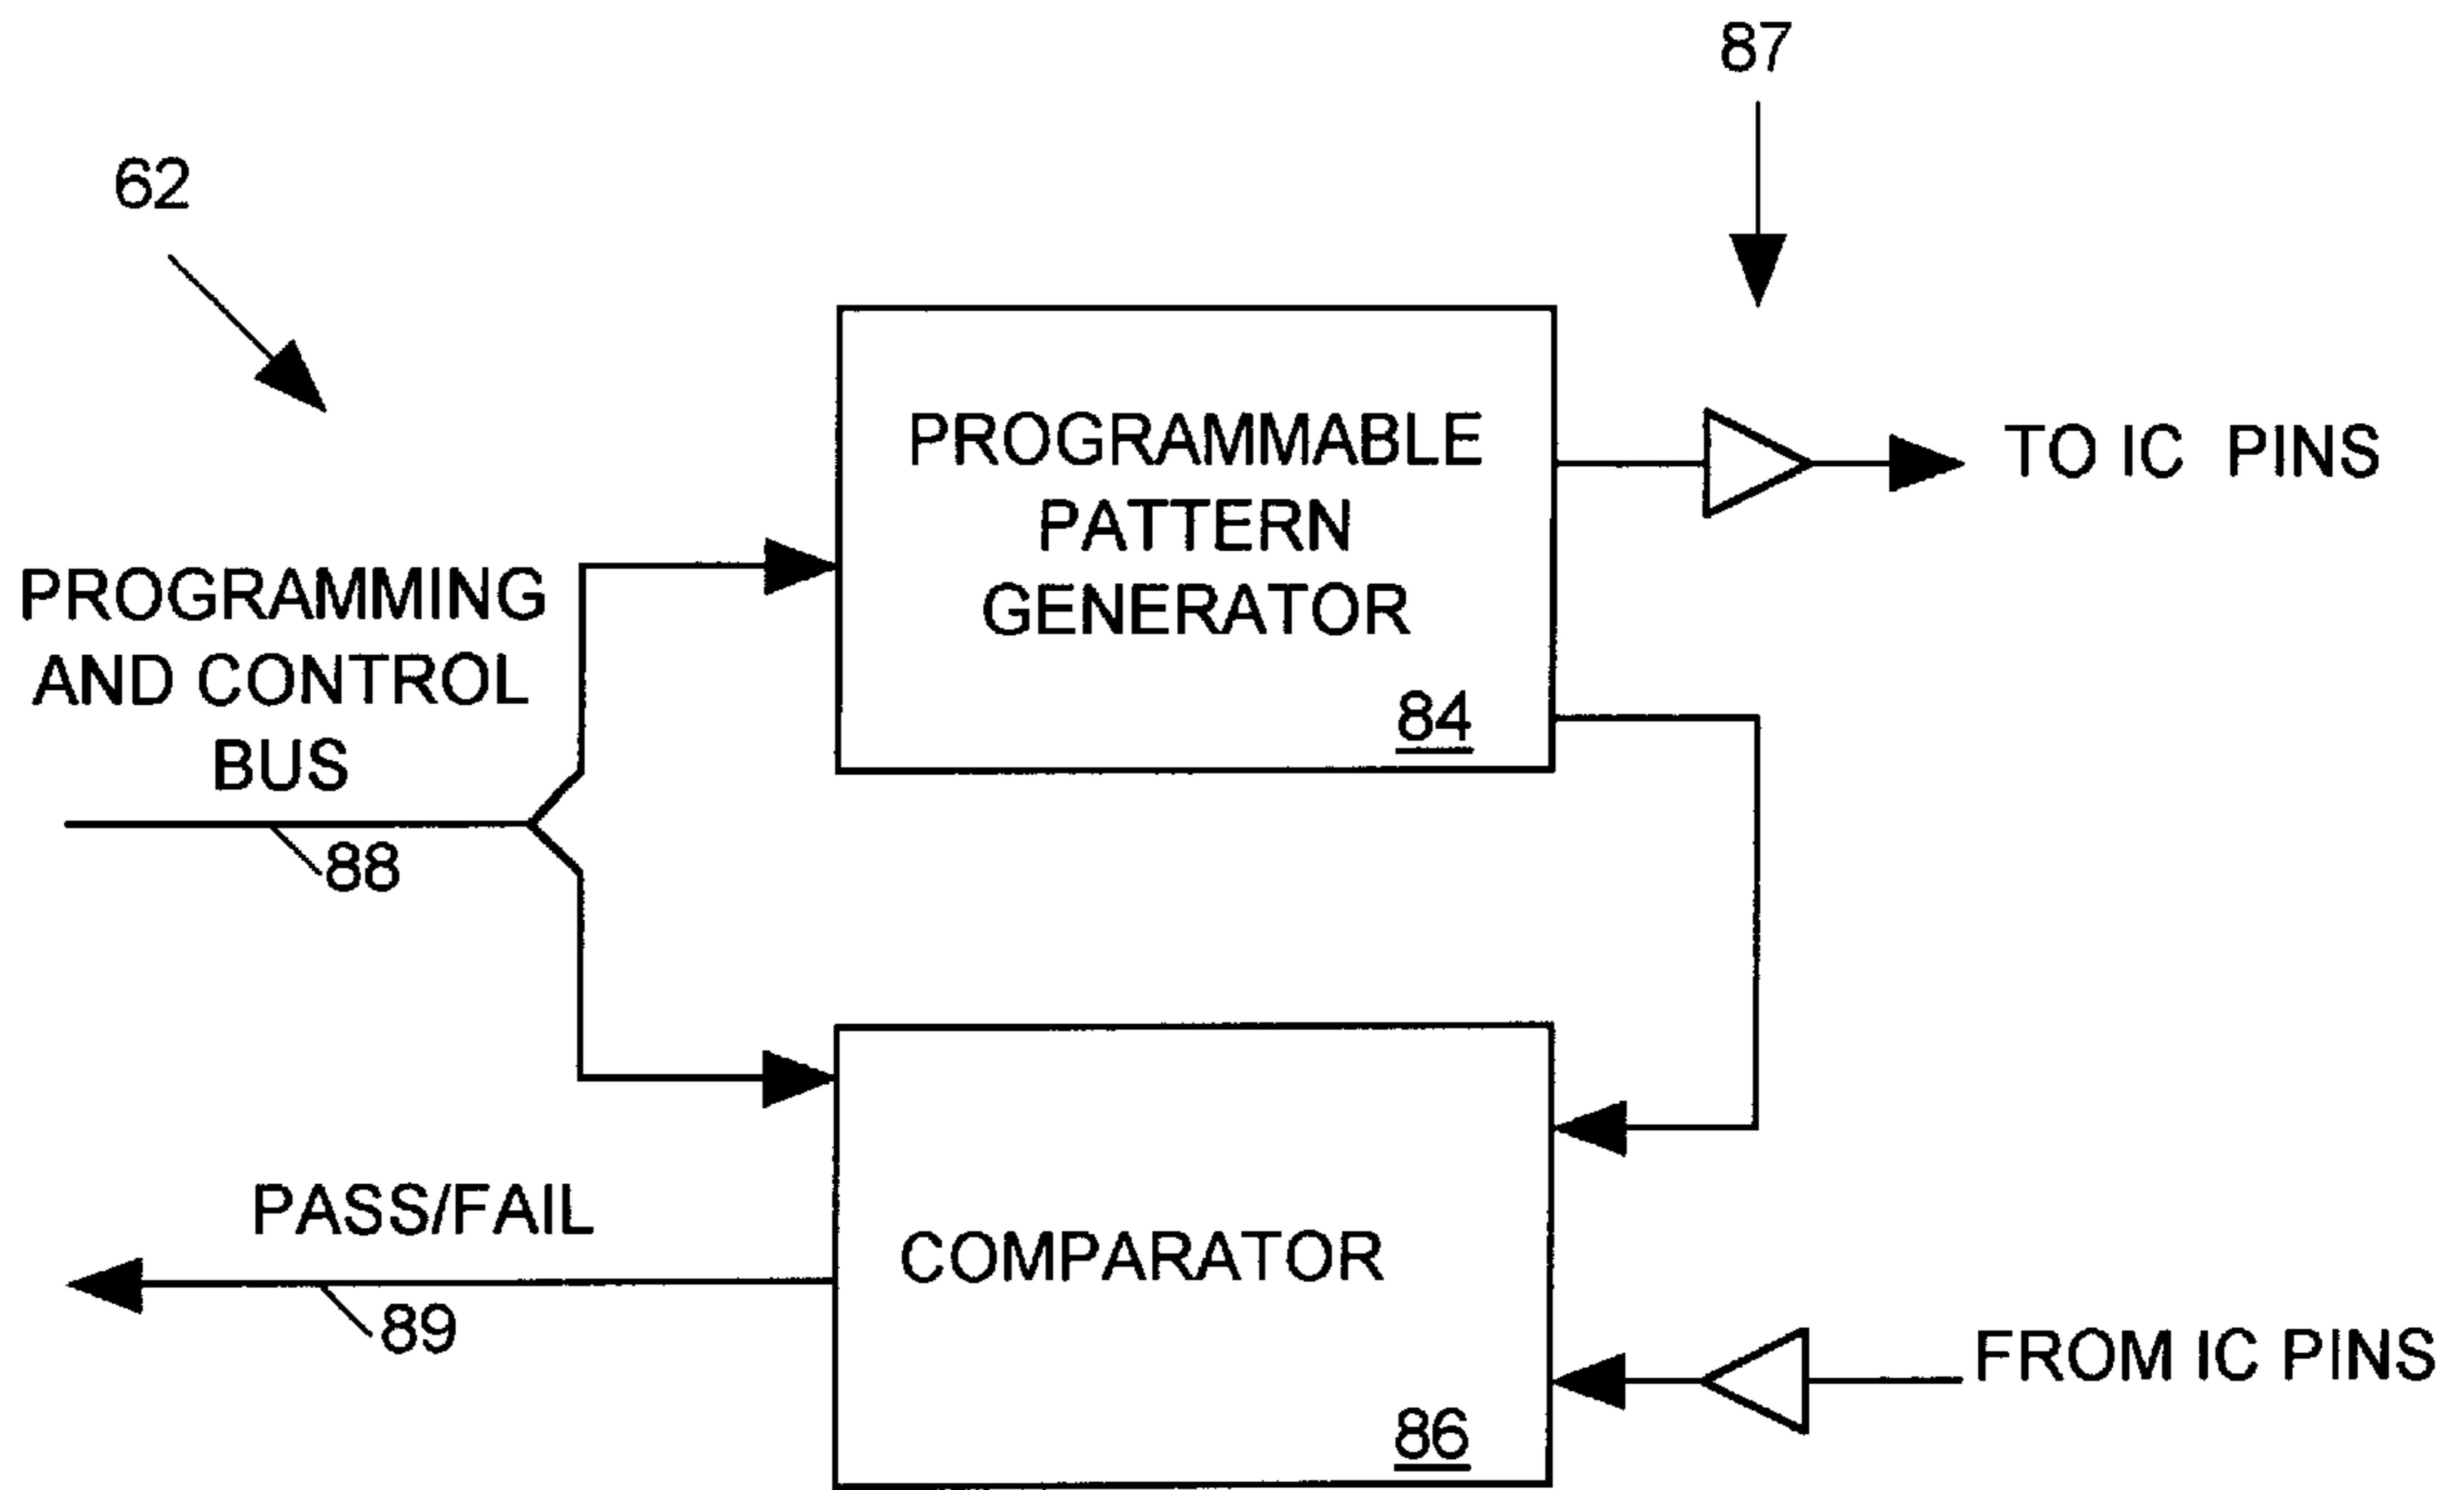 87
62
PROGRAMMABLE
PATTERN
GENERATOR
84
TO IC PINS
PROGRAMMING
AND CONTROL
BUS
88
PASS/FAIL
89
COMPARATOR
86
FROM IC PINS